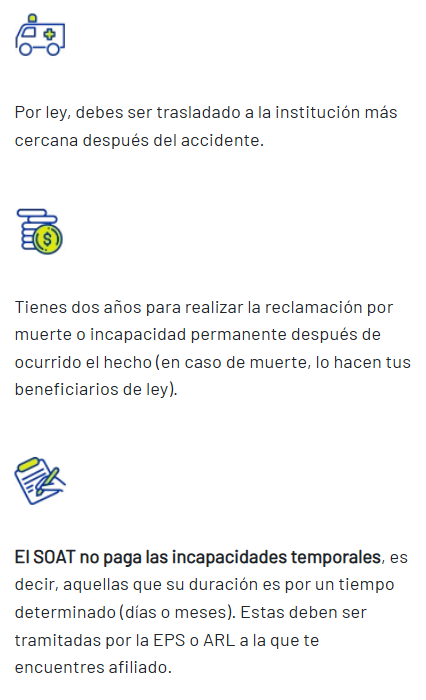 Por ley, debes ser trasladado a la institución más
cercana después del accidente.
$
Tienes dos años para realizar la reclamación por
muerte o incapacidad permanente después de
ocurrido el hecho (en caso de muerte, lo hacen tus
beneficiarios de ley).
El SOAT no paga las incapacidades temporales, es
decir, aquellas que su duración es por un tiempo
determinado (días o meses). Estas deben ser
tramitadas por la EPS o ARL a la que te
encuentres afiliado.